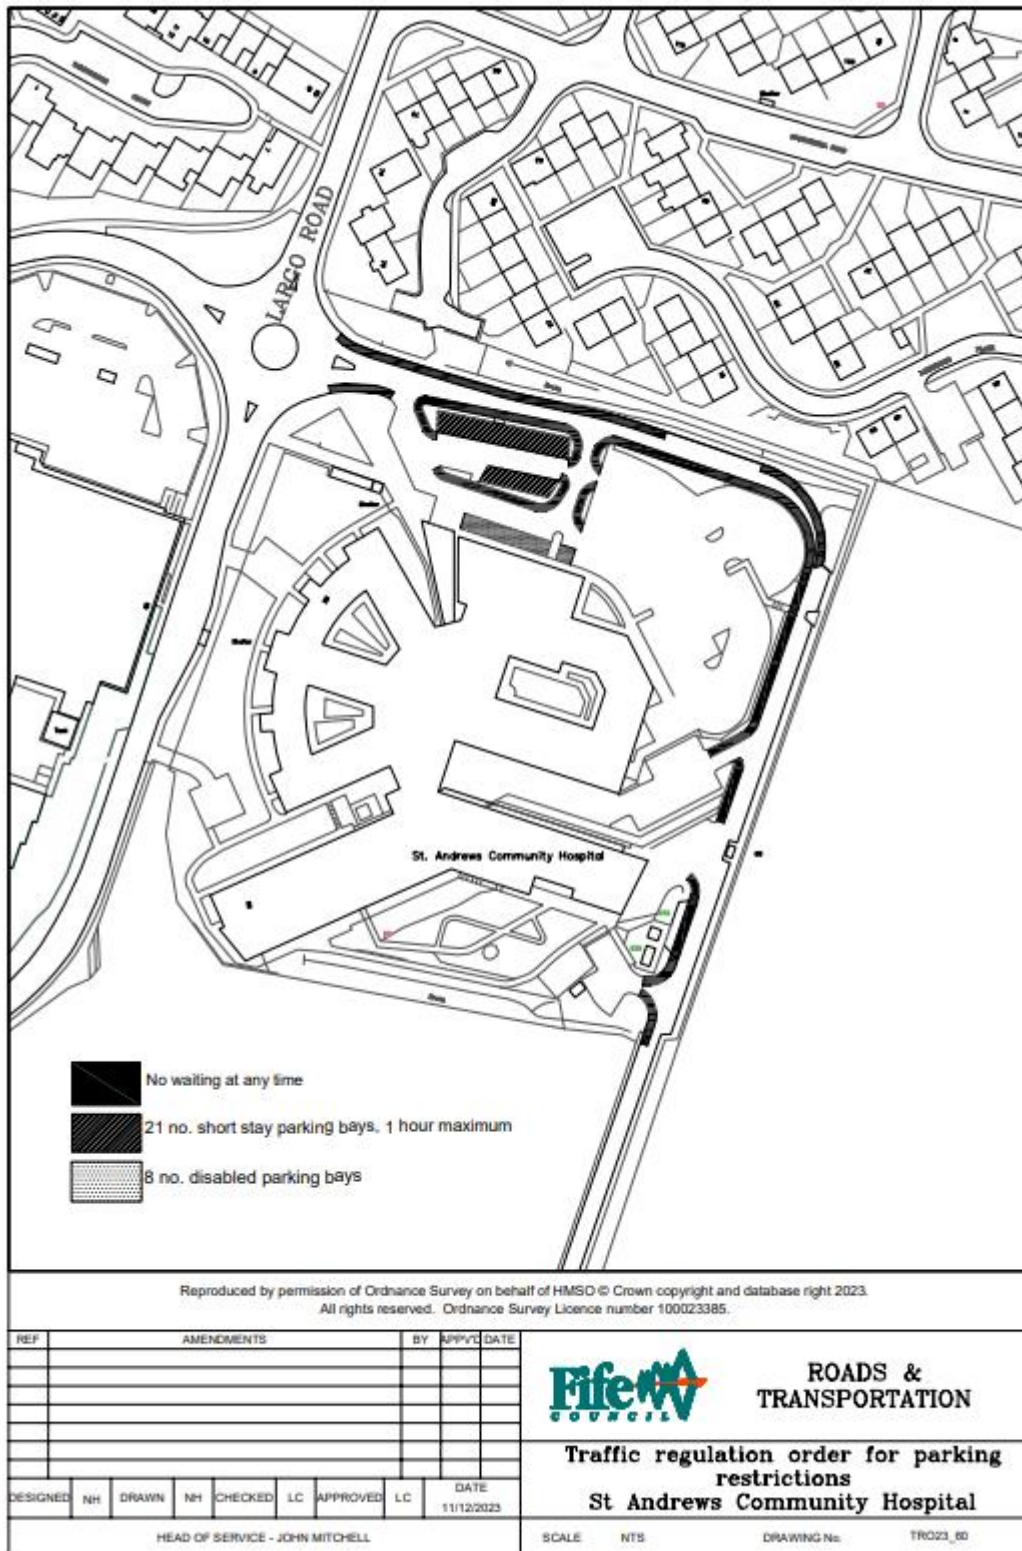 LARGO ROAD
St. Andrews Community Hospital
No waiting at any time
21 no. short stay parking bays, 1 hour maximum
8 no. disabled parking bays
Reproduced by permission of Ordnance Survey on behalf of HMSO © Crown copyright and database right 2023.
All rights reserved. Ordnance Survey Licence number 100023385.
REF AMENDMENTS BY APPV'D DATE
DESIGNED NH DRAWN NH CHECKED LC APPROVED LC DATE
11/12/2023
HEAD OF SERVICE - JOHN MITCHELL
Fife
COUNCIL
ROADS &
TRANSPORTATION
Traffic regulation order for parking
restrictions
St Andrews Community Hospital
SCALE NTS DRAWING No. TRO23_60